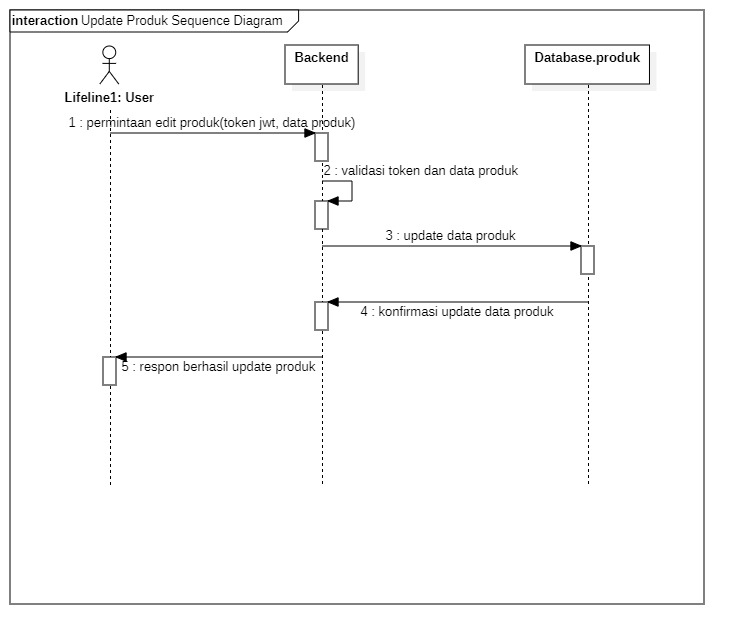 interaction Update Produk Sequence Diagram
Backend
Database.produk
Lifeline1: User
1 : permintaan edit produk(token jwt, data produk)
2 : validasi token dan data produk
3 : update data produk
4 : konfirmasi update data produk
5 : respon berhasil update produk